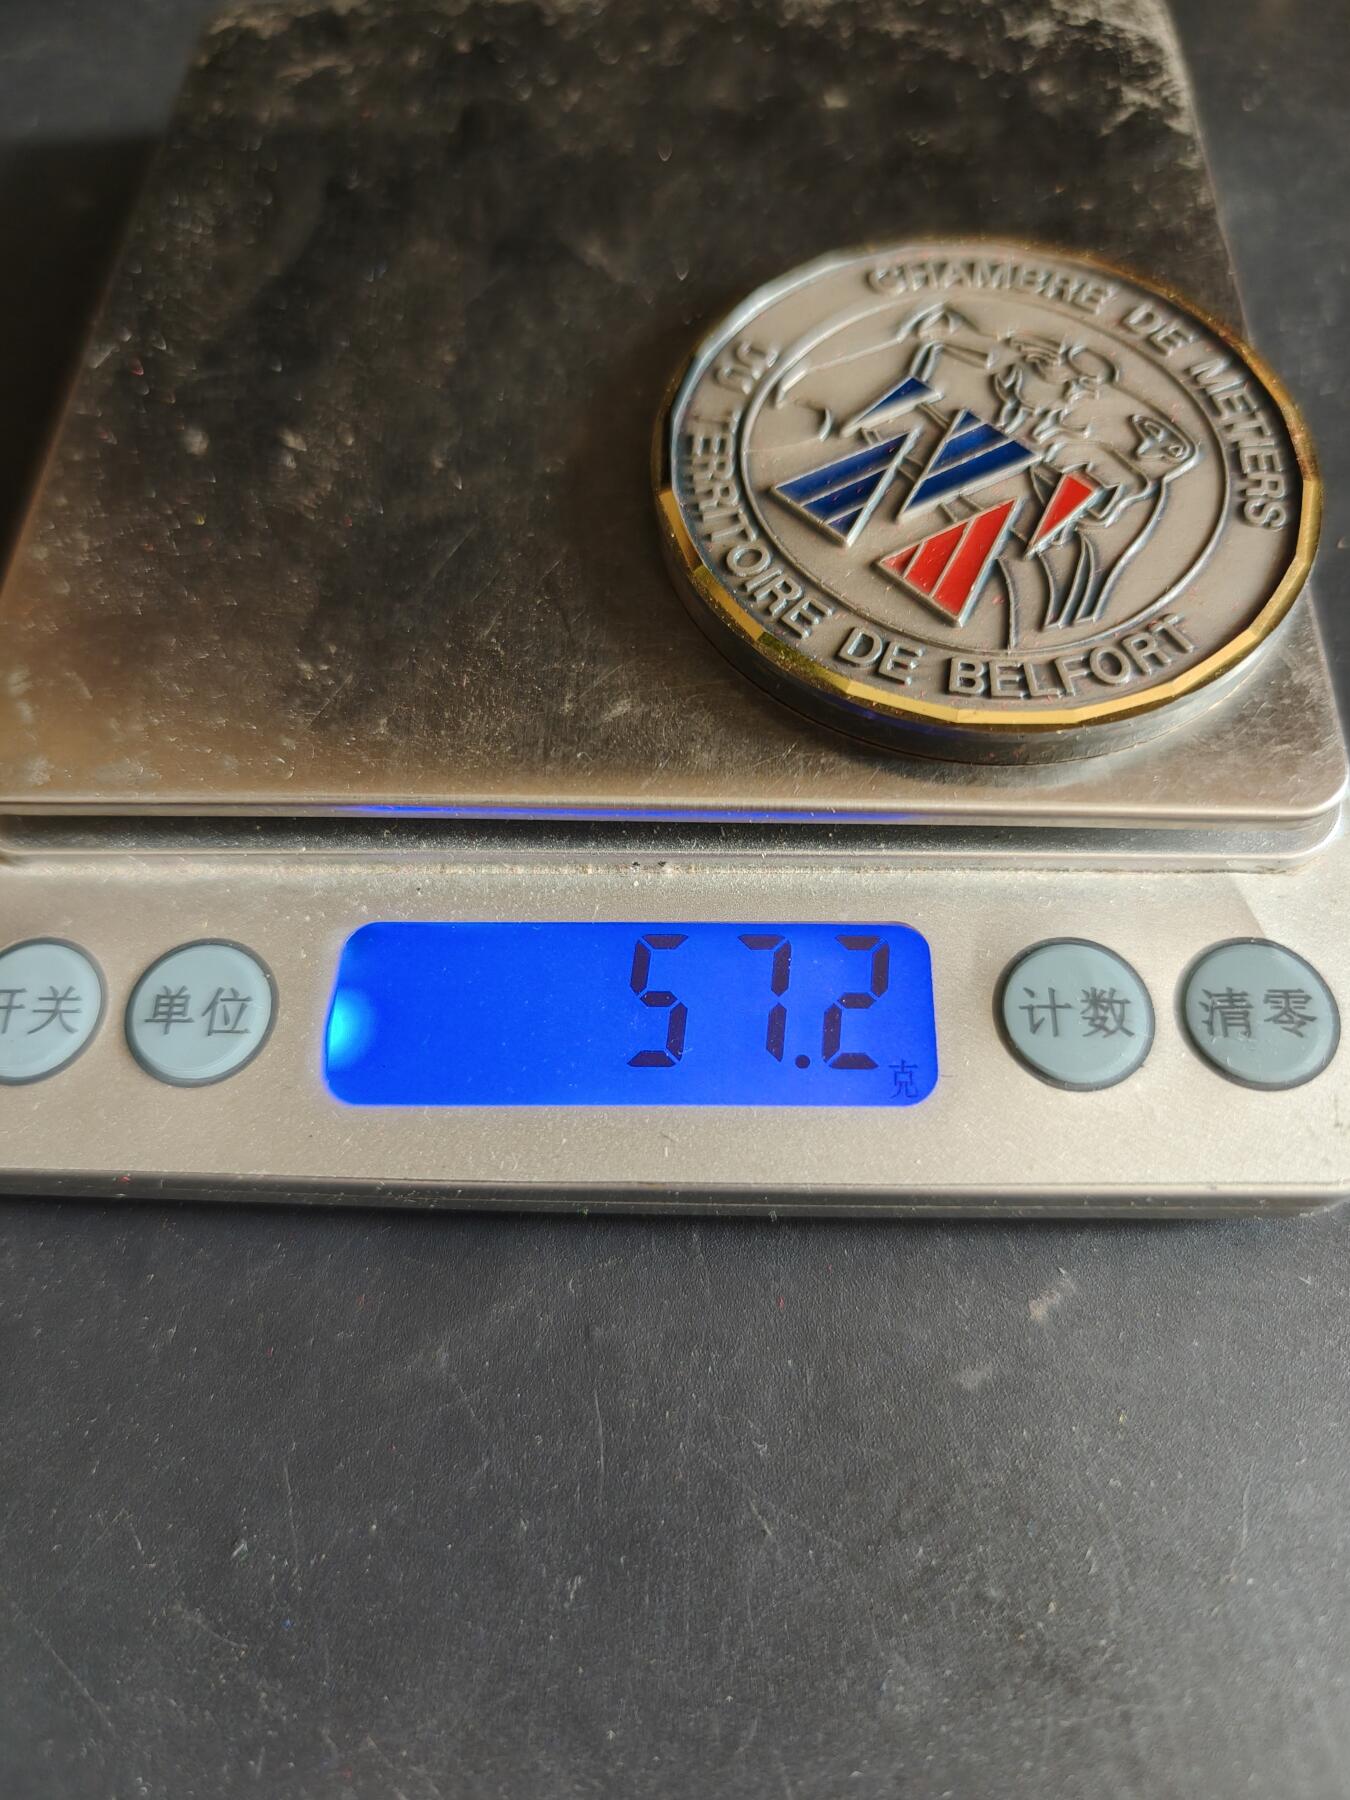 CHAMBRE DE METIERS
DU TERRITOIRE DE BELFORT
57.2
克
开关
单位
计数
清零